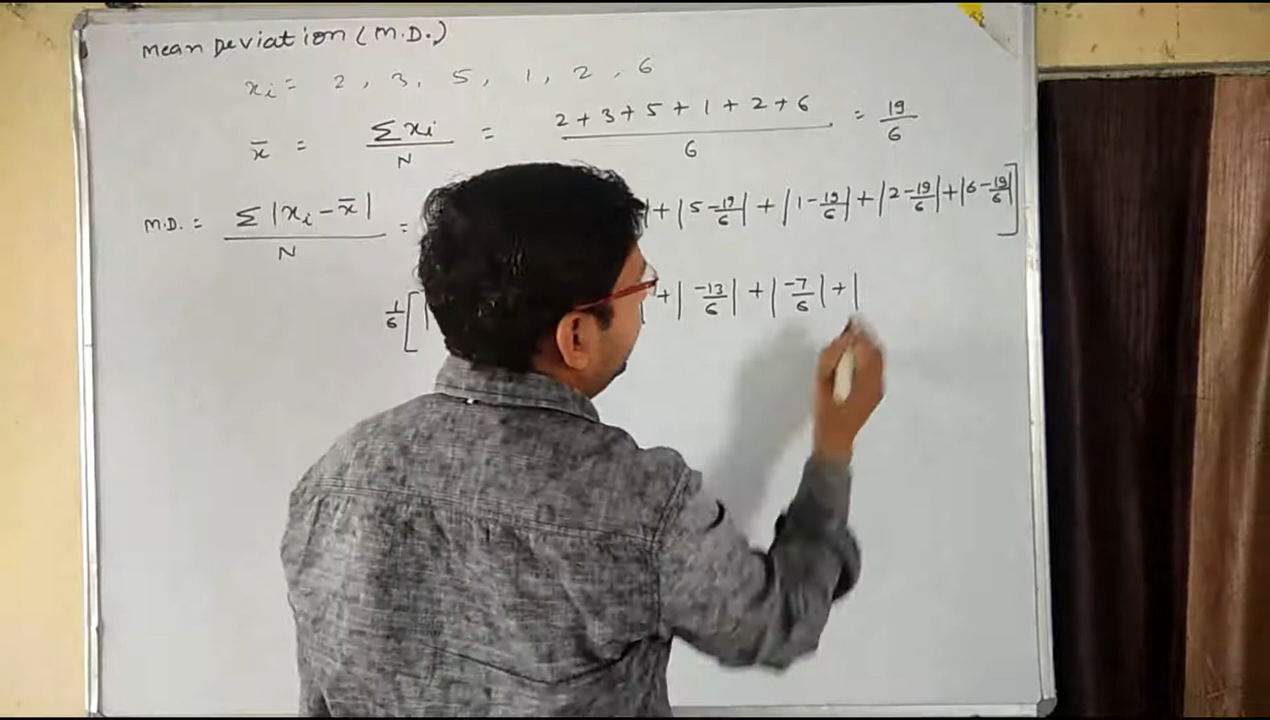 Mean Deviation (M.D.)
xi = 2, 3, 5, 1, 2, 6
x̄ = Σxi/N = (2+3+5+1+2+6)/6 = 19/6
M.D. = Σ|xi - x̄|/N = | + |5 - 19/6| + |1 - 19/6| + |2 - 19/6| + |6 - 19/6|]
1/6 [| | + |-13/6| + |-7/6| + |